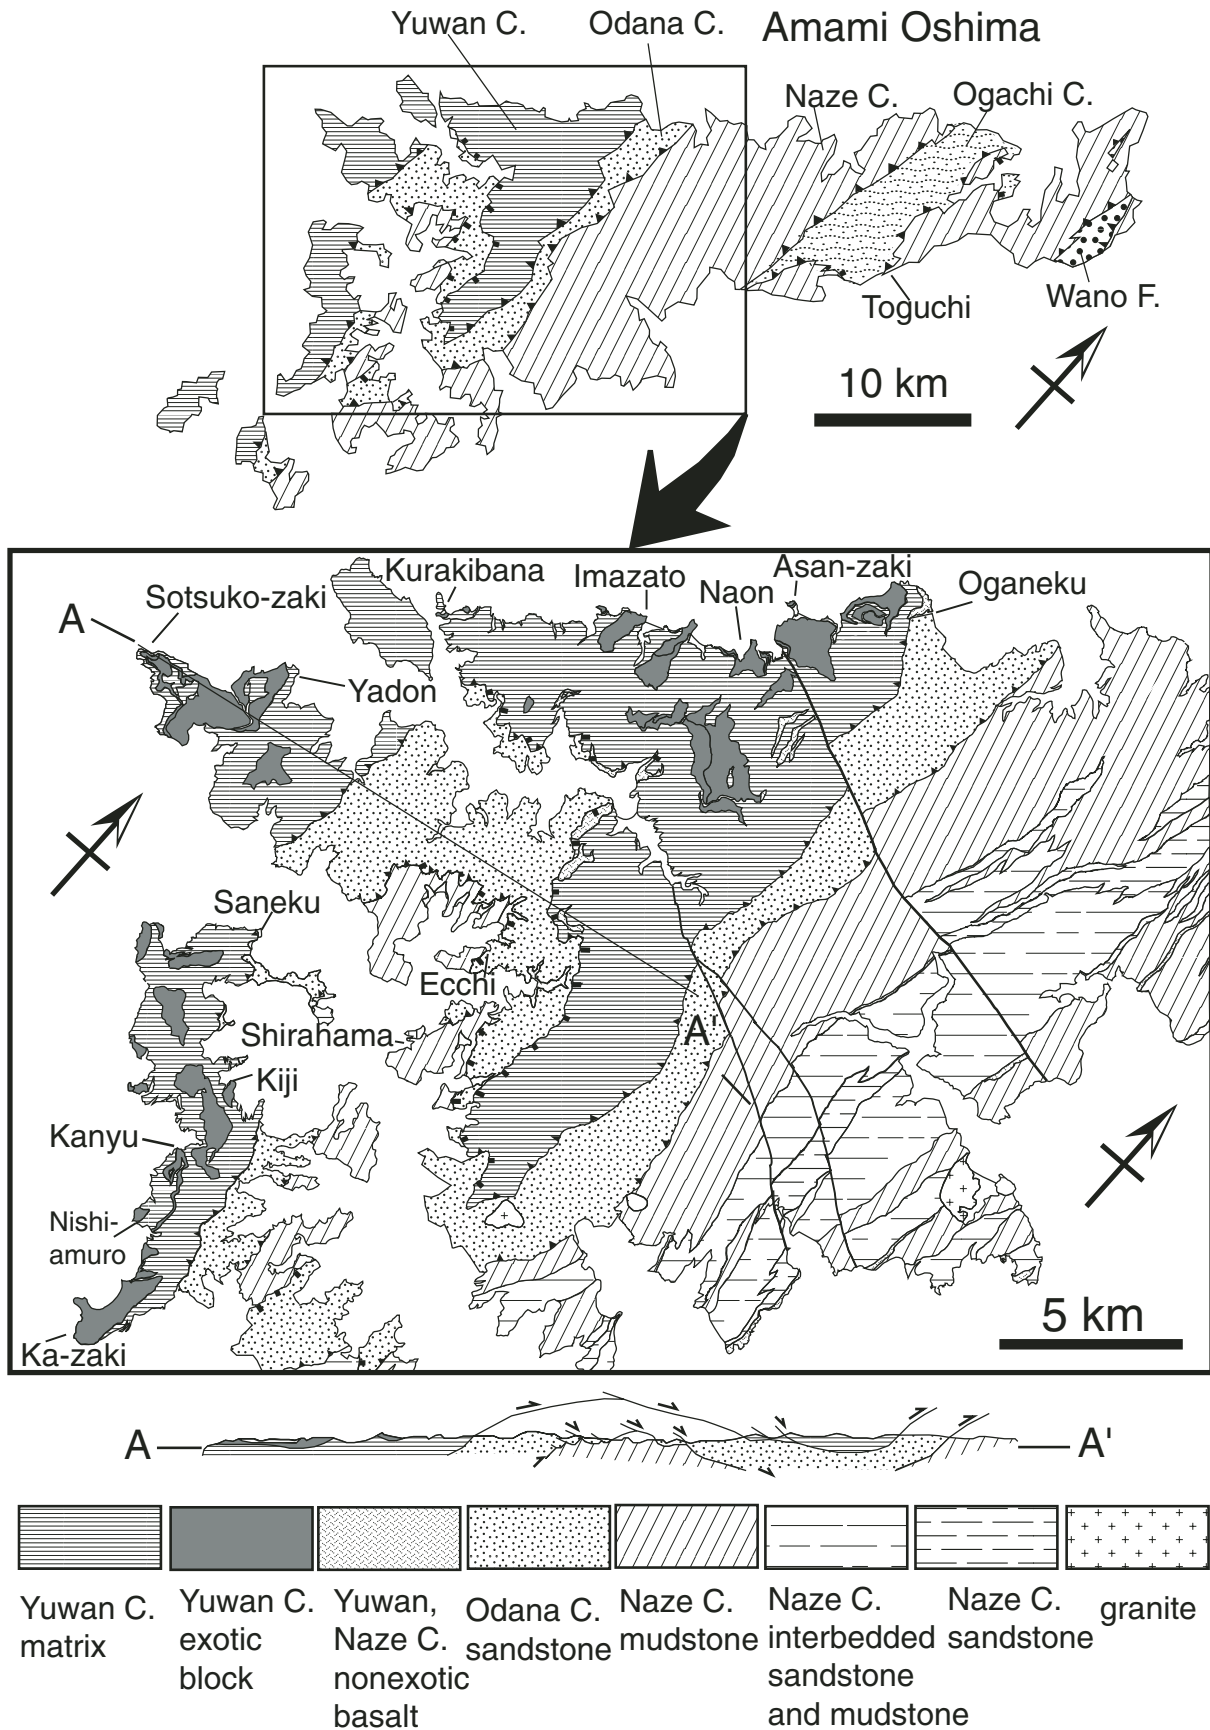 Yuwan C.
Odana C.
Amami Oshima
Naze C.
Ogachi C.
Toguchi
Wano F.
10 km
Sotsuko-zaki
Kurakibana
Imazato
Asan-zaki
Naon
Oganeku
A
Yadon
Saneku
Ecchi
Shirahama
A'
Kiji
Kanyu
Nishi-
amuro
5 km
Ka-zaki
A
A'
Yuwan C.
matrix
Yuwan C.
exotic
block
Yuwan,
Naze C.
nonexotic
basalt
Odana C.
sandstone
Naze C.
mudstone
Naze C.
interbedded
sandstone
and mudstone
Naze C.
sandstone
granite